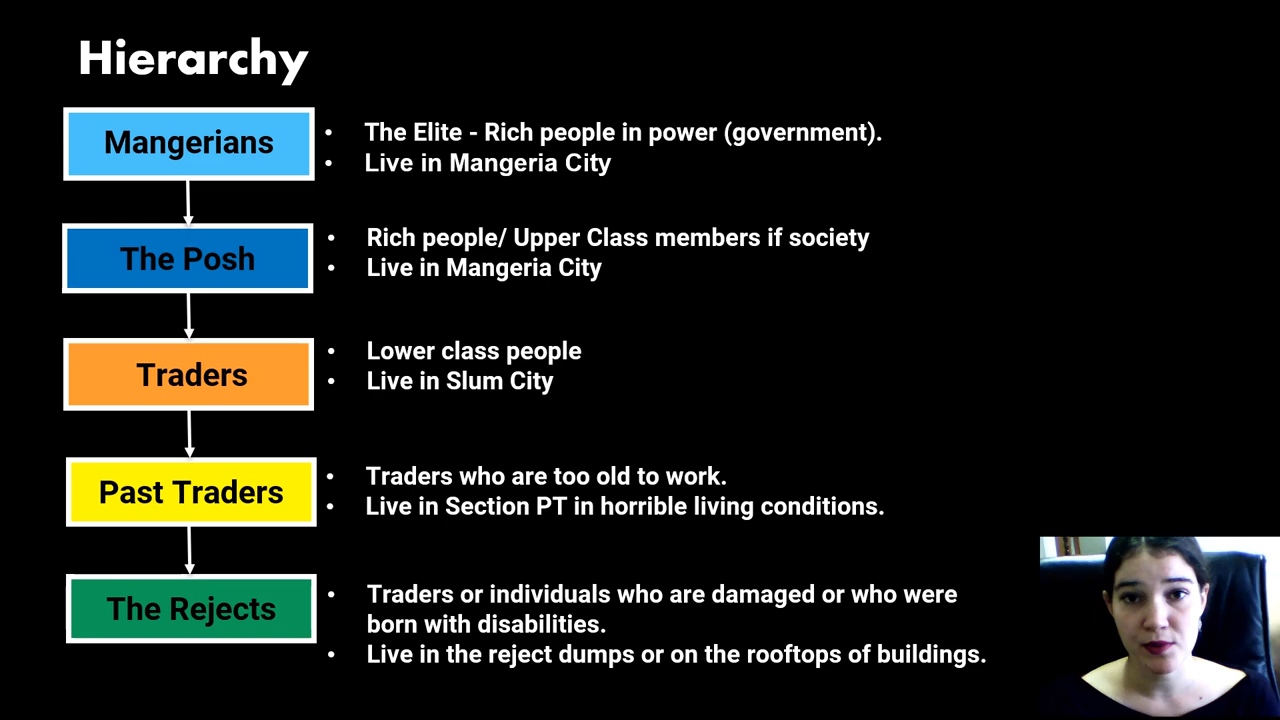 Hierarchy
Mangerians
• The Elite - Rich people in power (government).
• Live in Mangeria City
The Posh
• Rich people/ Upper Class members if society
• Live in Mangeria City
Traders
• Lower class people
• Live in Slum City
Past Traders
• Traders who are too old to work.
• Live in Section PT in horrible living conditions.
The Rejects
• Traders or individuals who are damaged or who were
born with disabilities.
• Live in the reject dumps or on the rooftops of buildings.